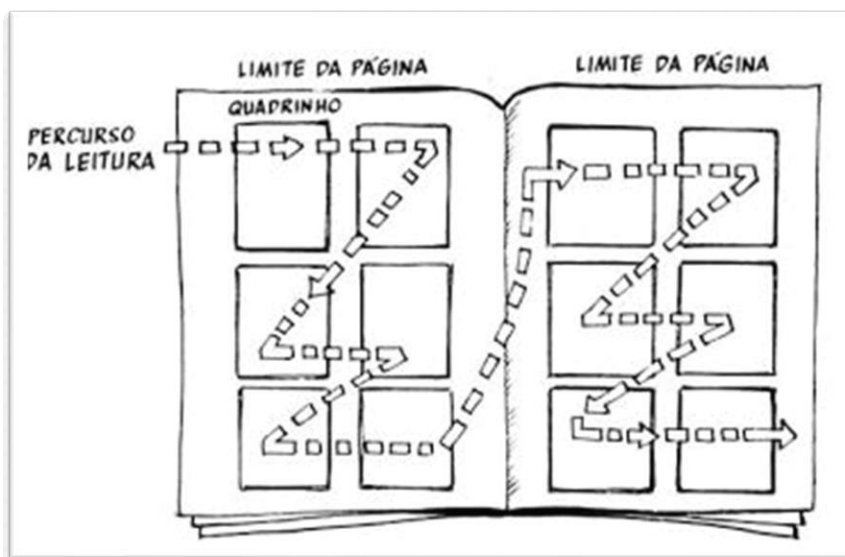 LIMITE DA PÁGINA
LIMITE DA PÁGINA
QUADRINHO
PERCURSO
DA LEITURA